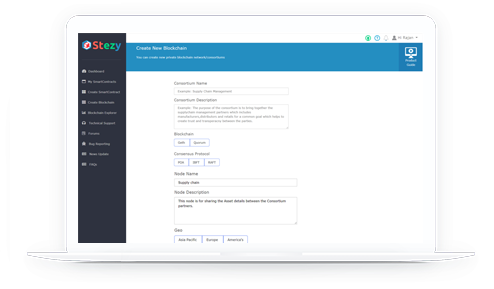 Stezy
Mr Bigger
Create New Blockchain
You can create new private blockchain network/consortium.
Product
Guide
Dashboard
My SmartContracts
Create SmartContract
Create Blockchain
Blockchain Explorer
Technical Support
Forums
Bug Reporting
News Update
FAQs
Consortium Name
Example: Supply Chain Management
Consortium Description
Example: The purpose of the consortium is to bring together the
supplychain management partners which includes
manufacturers,distributors and retails for a common goal which helps to
create trust and transparency between the parties.
Blockchain
Geth
Quorum
Consensus Protocol
PoA
IBFT
RAFT
Node Name
Supply chain
Node Description
This node is for sharing the Asset details between the Consortium
partners.
Geo
Asia Pacific
Europe
America's